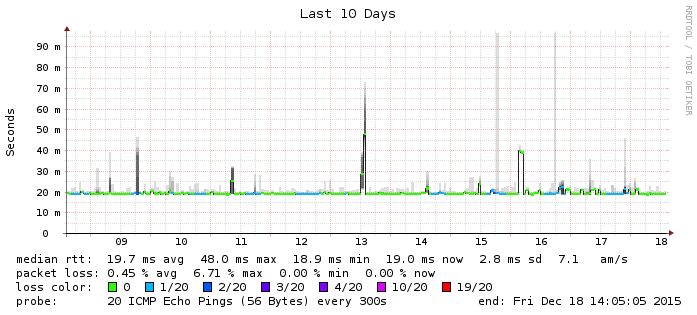 Last 10 Days
RRDTOOL / TOBI OETIKER
Seconds
90 m
80 m
70 m
60 m
50 m
40 m
30 m
20 m
10 m
0
09 10 11 12 13 14 15 16 17 18
median rtt: 19.7 ms avg 48.0 ms max 18.9 ms min 19.0 ms now 2.8 ms sd 7.1 am/s
packet loss: 0.45 % avg 6.71 % max 0.00 % min 0.00 % now
loss color: 0 1/20 2/20 3/20 4/20 10/20 19/20
probe: 20 ICMP Echo Pings (56 Bytes) every 300s end: Fri Dec 18 14:05:05 2015